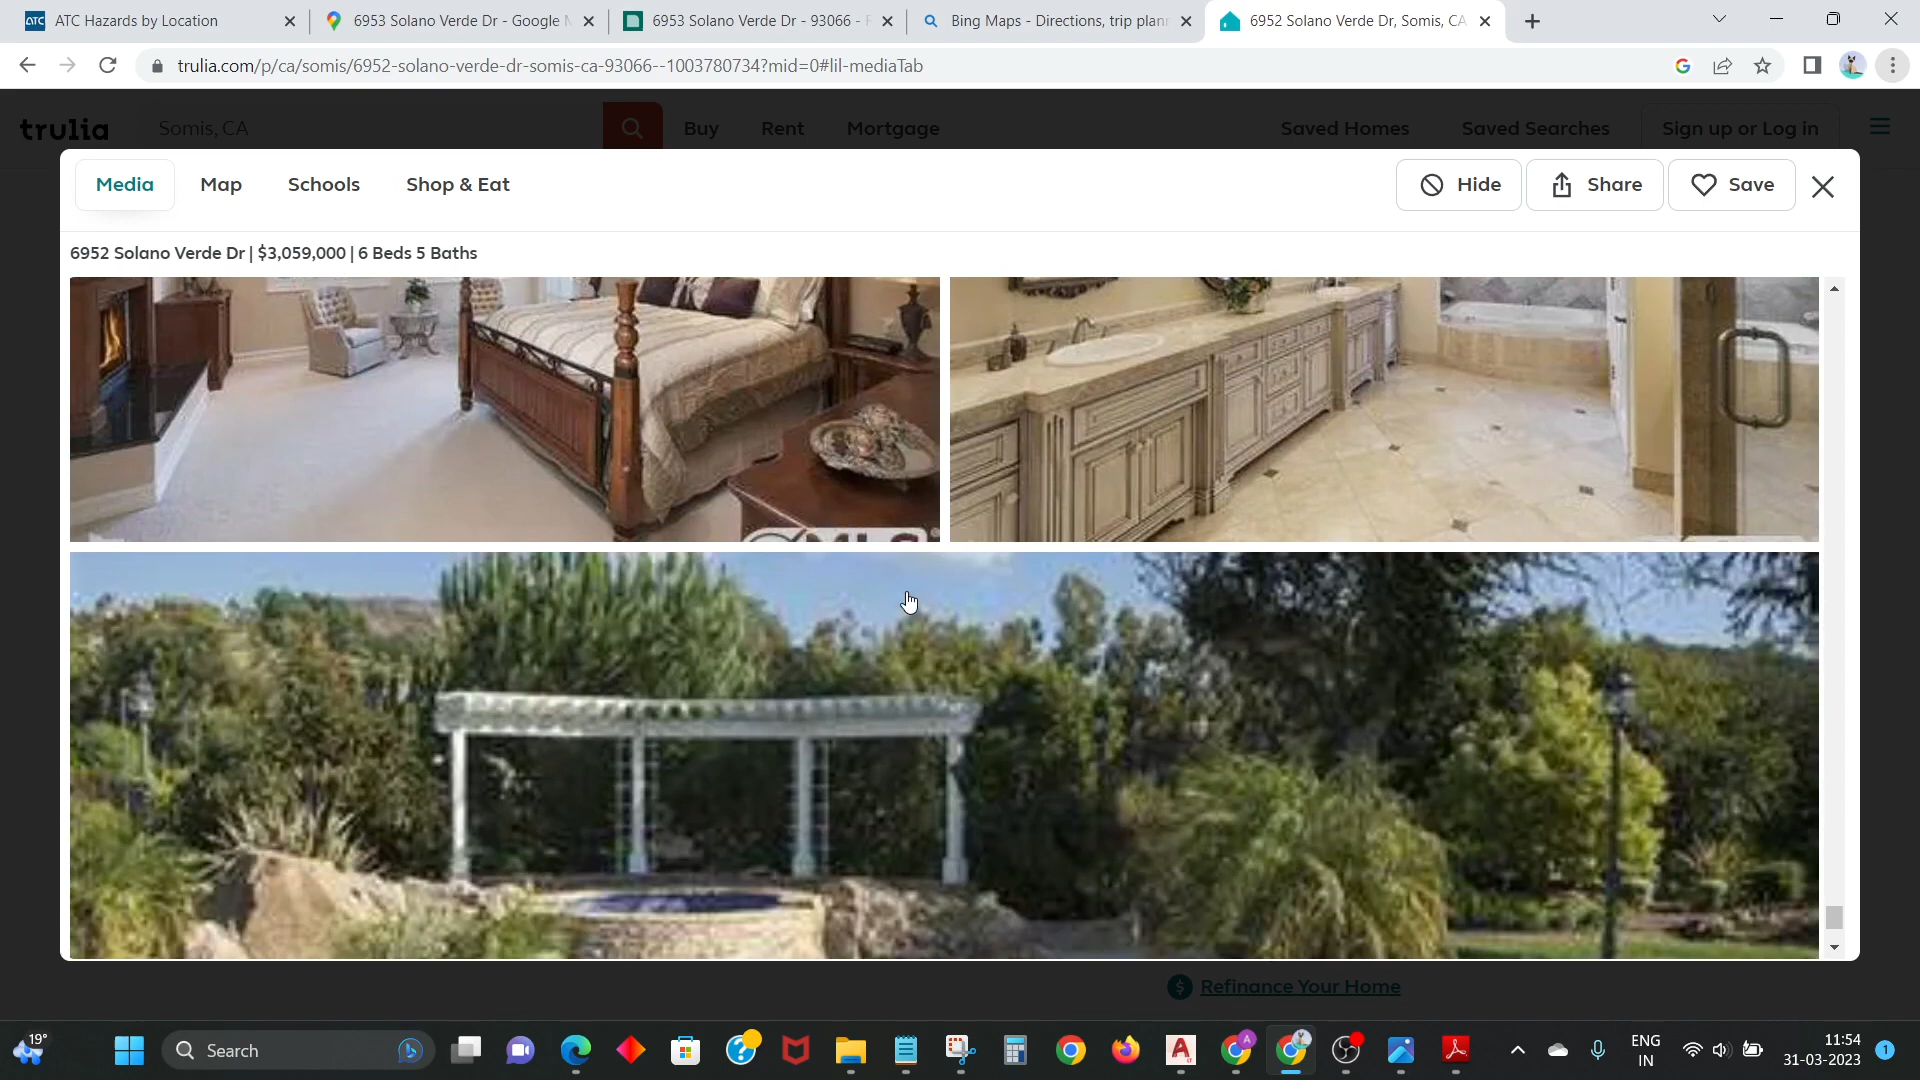 ATC Hazards by Location
6953 Solano Verde Dr - Google M
6953 Solano Verde Dr - 93066 - R
Bing Maps - Directions, trip plann
6952 Solano Verde Dr, Somis, CA
trulia.com/p/ca/somis/6952-solano-verde-dr-somis-ca-93066--1003780734?mid=0#lil-mediaTab
trulia Somis, CA Buy Rent Mortgage Saved Homes Saved Searches Sign up or Log in
Media Map Schools Shop & Eat Hide Share Save
6952 Solano Verde Dr | $3,059,000 | 6 Beds 5 Baths
Refinance Your Home
19°
Search
ENG
IN
11:54
31-03-2023
1